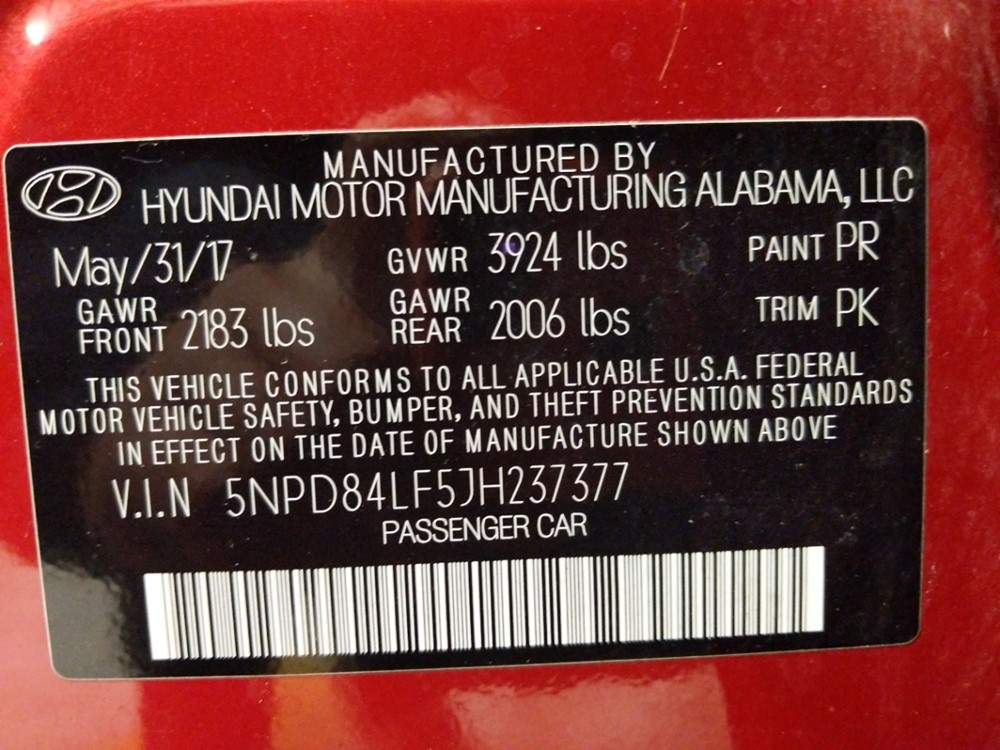 MANUFACTURED BY
HYUNDAI MOTOR MANUFACTURING ALABAMA, LLC
May/31/17 GVWR 3924 lbs PAINT PR
GAWR FRONT 2183 lbs GAWR REAR 2006 lbs TRIM PK
THIS VEHICLE CONFORMS TO ALL APPLICABLE U.S.A. FEDERAL
MOTOR VEHICLE SAFETY, BUMPER, AND THEFT PREVENTION STANDARDS
IN EFFECT ON THE DATE OF MANUFACTURE SHOWN ABOVE
V.I.N 5NPD84LF5JH237377
PASSENGER CAR